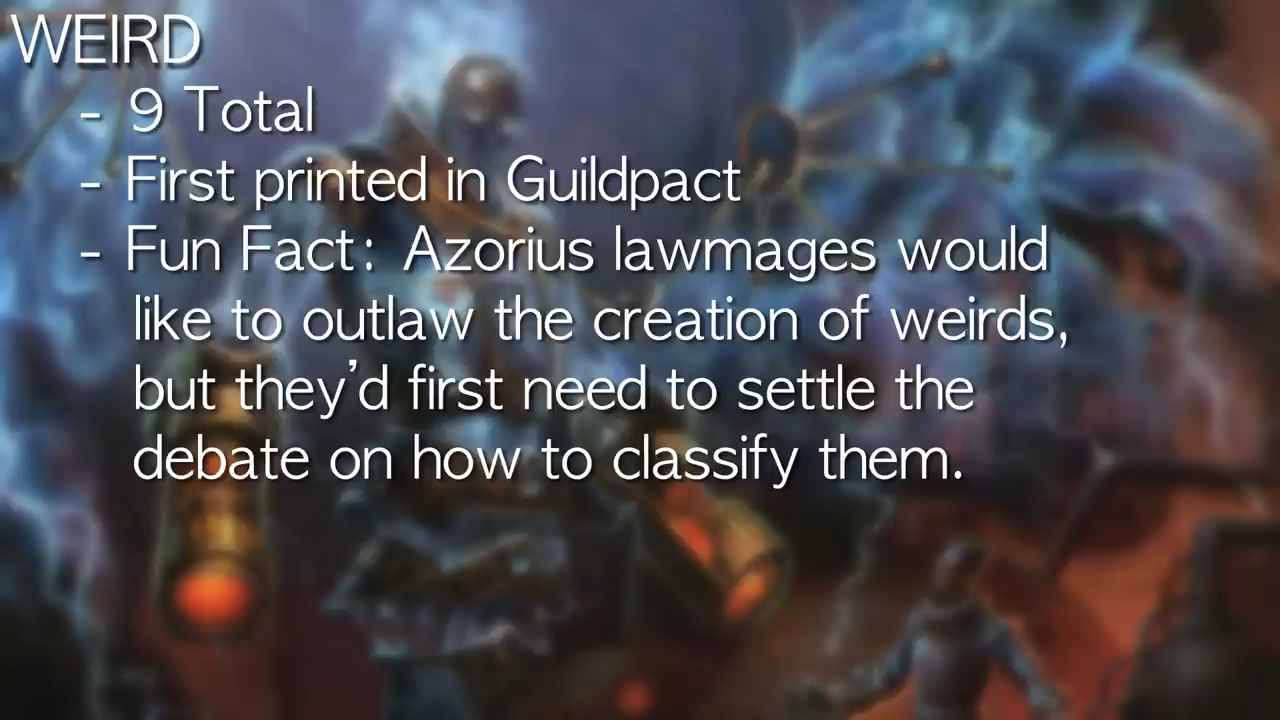 WEIRD
- 9 Total
- First printed in Guildpact
- Fun Fact: Azorius lawmages would
like to outlaw the creation of weirds,
but they'd first need to settle the
debate on how to classify them.